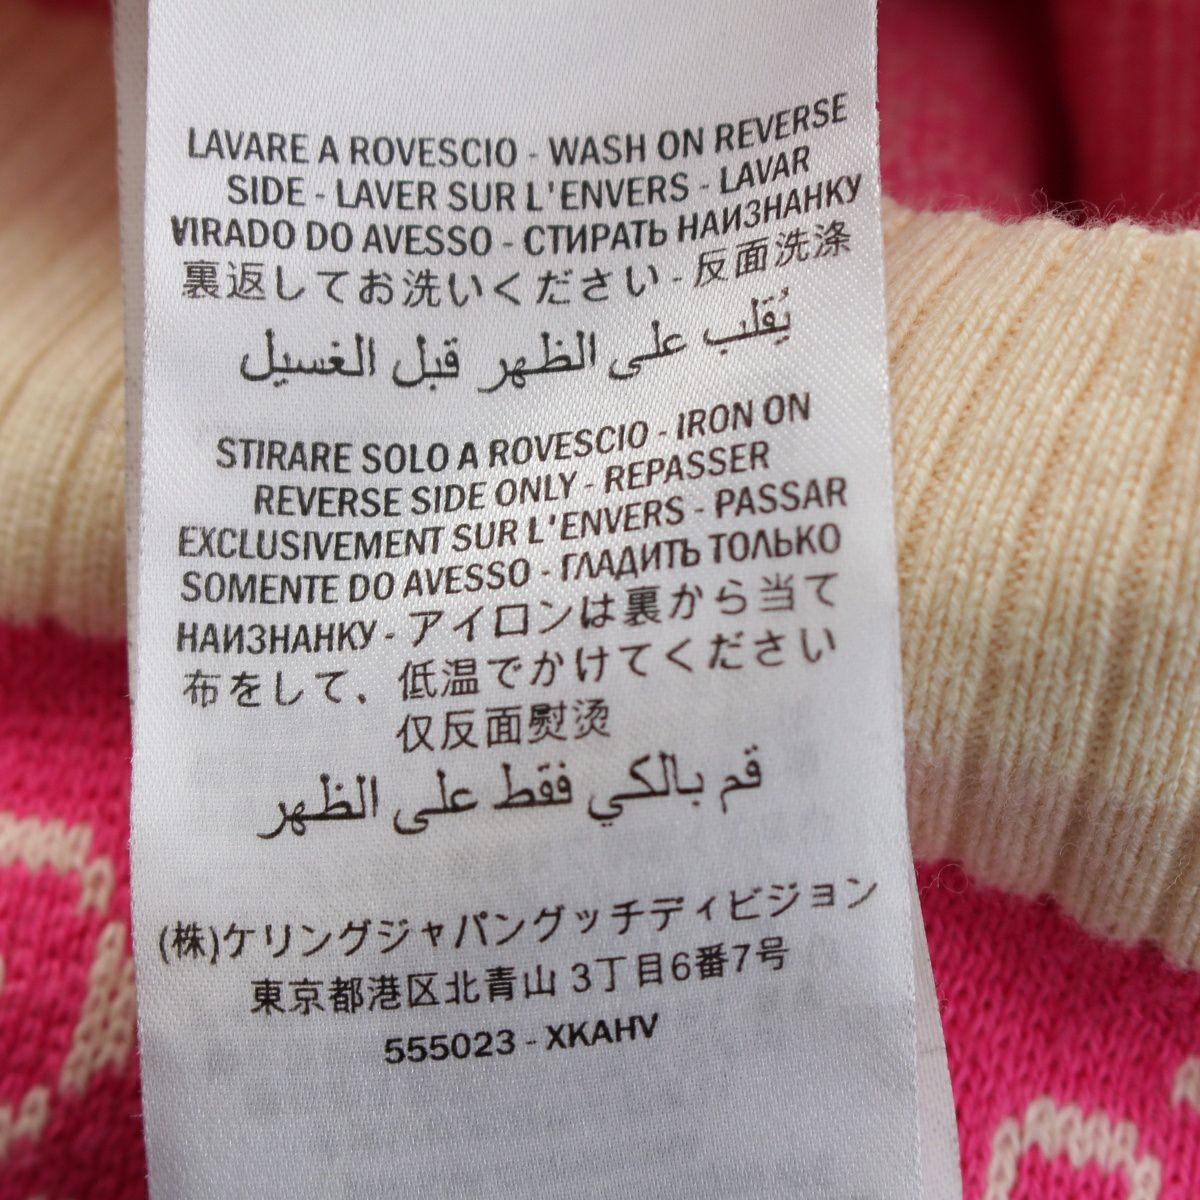 LAVARE A ROVESCIO - WASH ON REVERSE
SIDE - LAVER SUR L'ENVERS - LAVAR
VIRADO DO AVESSO - СТИРАТЬ НАИЗНАНКУ
裏返してお洗いください - 反面洗涤
يُقلب على الظهر قبل الغسيل
STIRARE SOLO A ROVESCIO - IRON ON
REVERSE SIDE ONLY - REPASSER
EXCLUSIVEMENT SUR L'ENVERS - PASSAR
SOMENTE DO AVESSO - ГЛАДИТЬ ТОЛЬКО
НАИЗНАНКУ - アイロンは裏から当て
布をして、低温でかけてください
仅反面熨烫
قم بالكي فقط على الظهر
(株)ケリングジャパングッチディビジョン
東京都港区北青山 3丁目6番7号
555023 - XKAHV